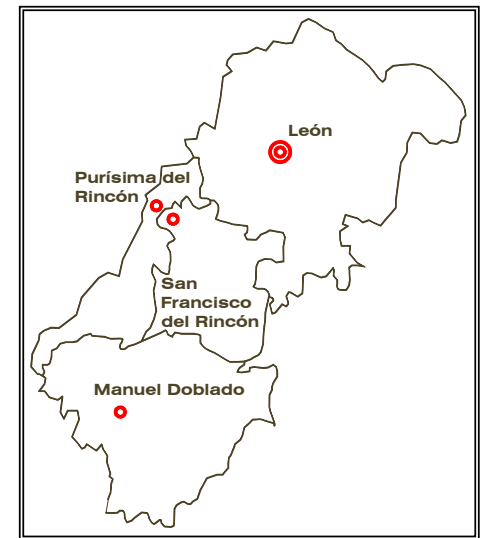 León
Purísima del
Rincón
San
Francisco
del Rincón
Manuel Doblado